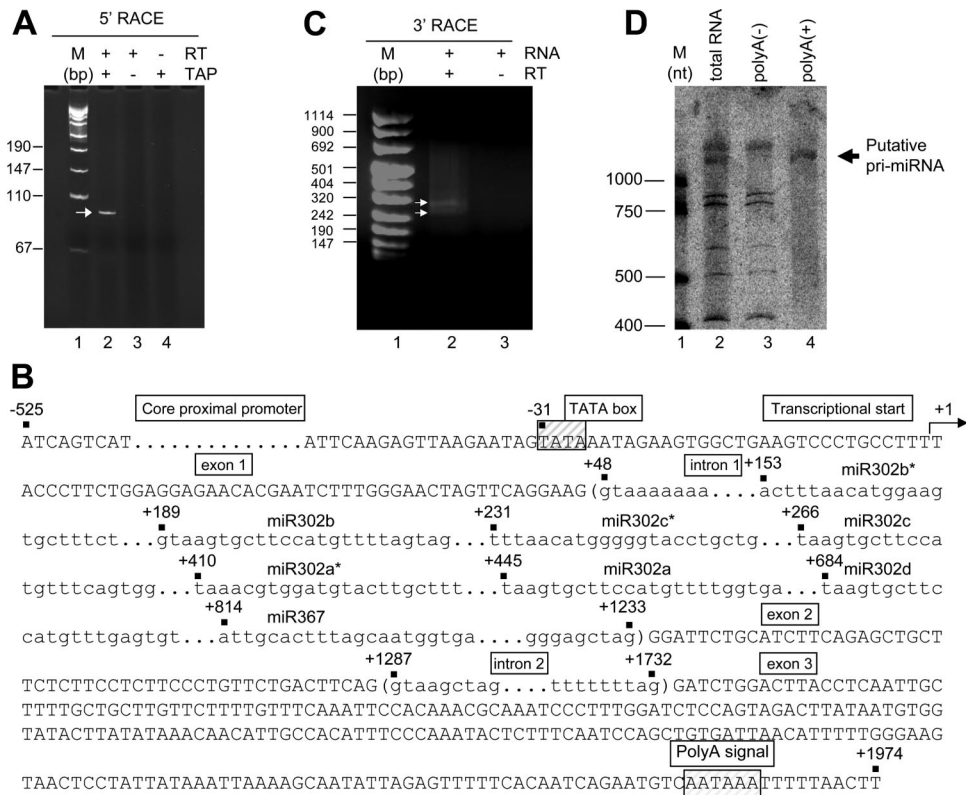 A
5' RACE
M + + - RT
(bp) + - + TAP
190
147
110
67
1 2 3 4
C
3' RACE
M + + RNA
(bp) + - RT
1114
900
692
501
404
320
242
190
147
1 2 3
D
M
(nt)
total RNA
polyA(-)
polyA(+)
Putative
pri-miRNA
1000
750
500
400
1 2 3 4
B
-525 Core proximal promoter -31 TATA box Transcriptional start +1
ATCAGTCAT..............ATTCAAGAGTTAAGAATAGTATAAATAGAAGTGGCTGAAGTCCCTGCCTTTTT
exon 1 +48 intron 1 +153 miR302b*
ACCCTTCTGGAGGAGAACACGAATCTTTGGGAACTAGTTCAGGAAG(gtaaaaaaa....actttaacatggaag
+189 miR302b +231 miR302c* +266 miR302c
tgctttct...gtaagtgcttccatgttttagtag...tttaacatgggggtacctgctg...taagtgcttcca
+410 miR302a* +445 miR302a +684 miR302d
tgtttcagtgg...taaacgtggatgtacttgcttt...taagtgcttccatgttttggtga...taagtgcttc
+814 miR367 +1233 exon 2
catgtttgagtgt...attgcactttagcaatggtga....gggagctag)GGATTCTGCATCTTCAGAGCTGCT
+1287 intron 2 +1732 exon 3
TCTCTTCCTCTTCCCTGTTCTGACTTCAG(gtaagctag....tttttttag)GATCTGGACTTACCTCAATTGC
TTTTGCTGCTTGTTCTTTTGTTTCAAATTCCACAAACGCAAATCCCTTTGGATCTCCAGTAGACTTATAATGTGG
TATACTTATATAAACAACATTGCCACATTTCCCAAATACTCTTTCAATCCAGCTGTGATTAACATTTTTGGGAAG
PolyA signal +1974
TAACTCCTATTATAAATTAAAAGCAATATTAGAGTTTTTCACAATCAGAATGTCAATAAATTTTTAACTT